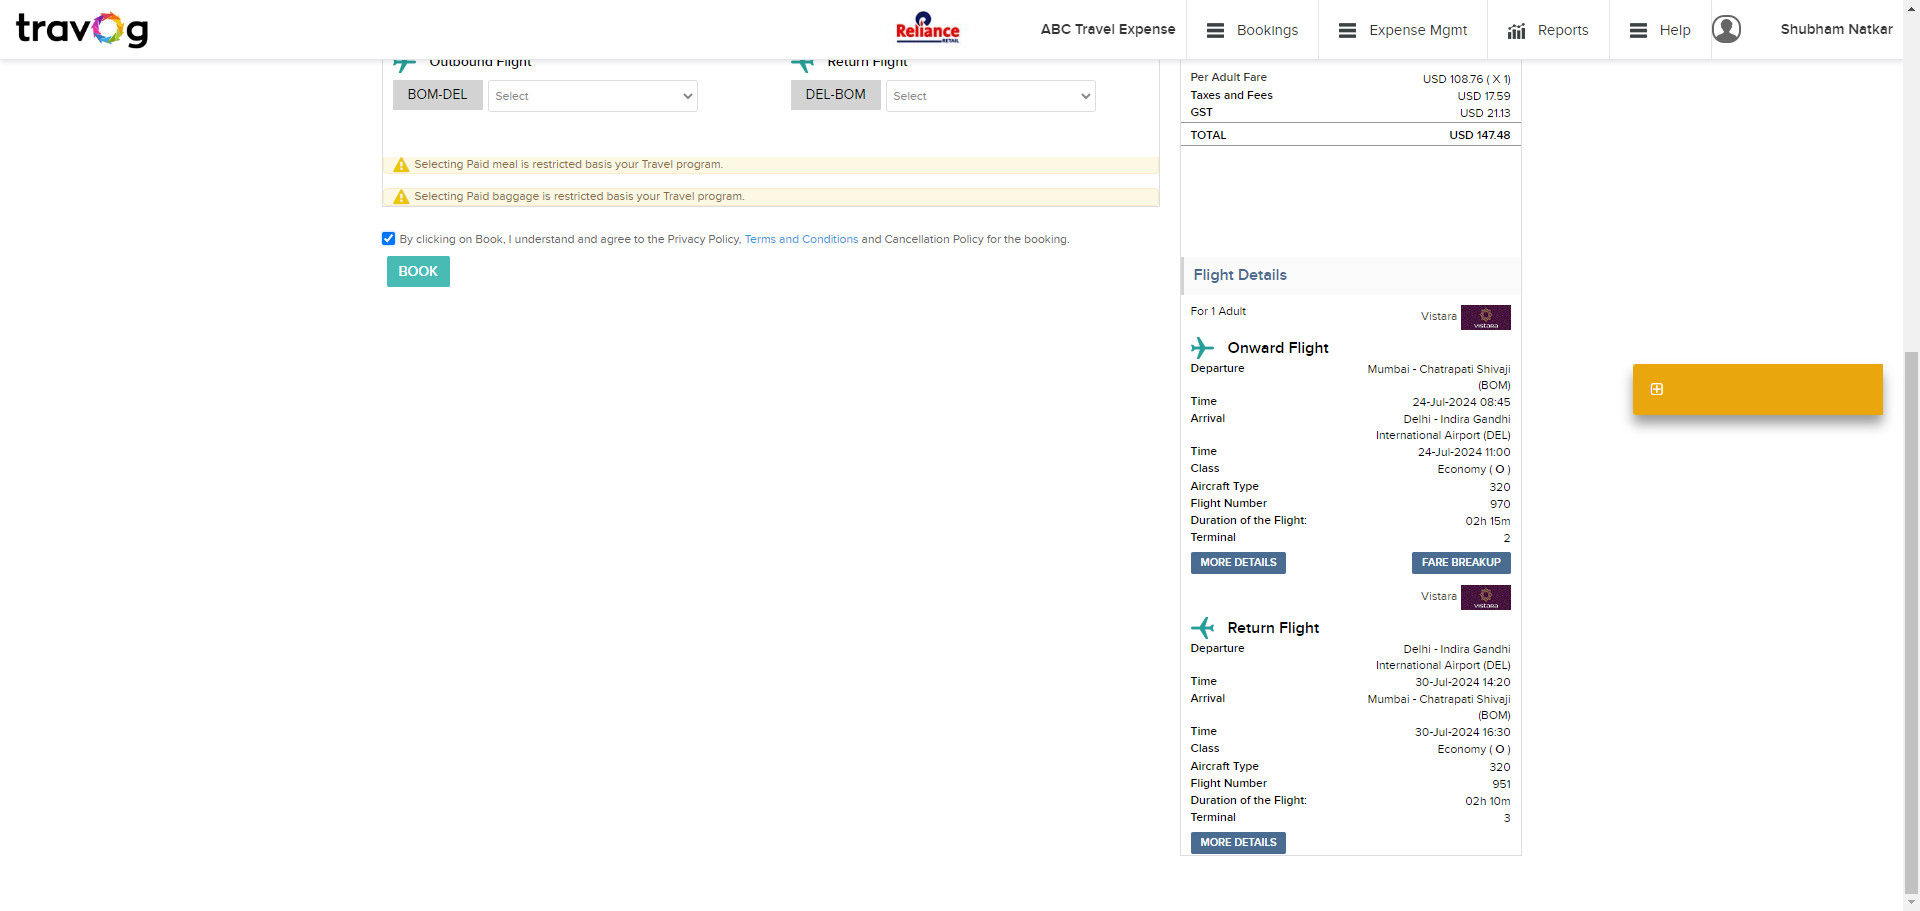 travog
Reliance
RETAIL
ABC Travel Expense
Bookings
Expense Mgmt
Reports
Help
Shubham Natkar
Outbound Flight
Return Flight
BOM-DEL
Select
DEL-BOM
Select
Selecting Paid meal is restricted basis your Travel program.
Selecting Paid baggage is restricted basis your Travel program.
By clicking on Book, I understand and agree to the Privacy Policy, Terms and Conditions and Cancellation Policy for the booking.
BOOK
Per Adult Fare USD 108.76 ( X 1)
Taxes and Fees USD 17.59
GST USD 21.13
TOTAL USD 147.48
Flight Details
For 1 Adult
Vistara
vistara
Onward Flight
Departure Mumbai - Chatrapati Shivaji
(BOM)
Time 24-Jul-2024 08:45
Arrival Delhi - Indira Gandhi
International Airport (DEL)
Time 24-Jul-2024 11:00
Class Economy ( O )
Aircraft Type 320
Flight Number 970
Duration of the Flight: 02h 15m
Terminal 2
MORE DETAILS
FARE BREAKUP
Vistara
vistara
Return Flight
Departure Delhi - Indira Gandhi
International Airport (DEL)
Time 30-Jul-2024 14:20
Arrival Mumbai - Chatrapati Shivaji
(BOM)
Time 30-Jul-2024 16:30
Class Economy ( O )
Aircraft Type 320
Flight Number 951
Duration of the Flight: 02h 10m
Terminal 3
MORE DETAILS